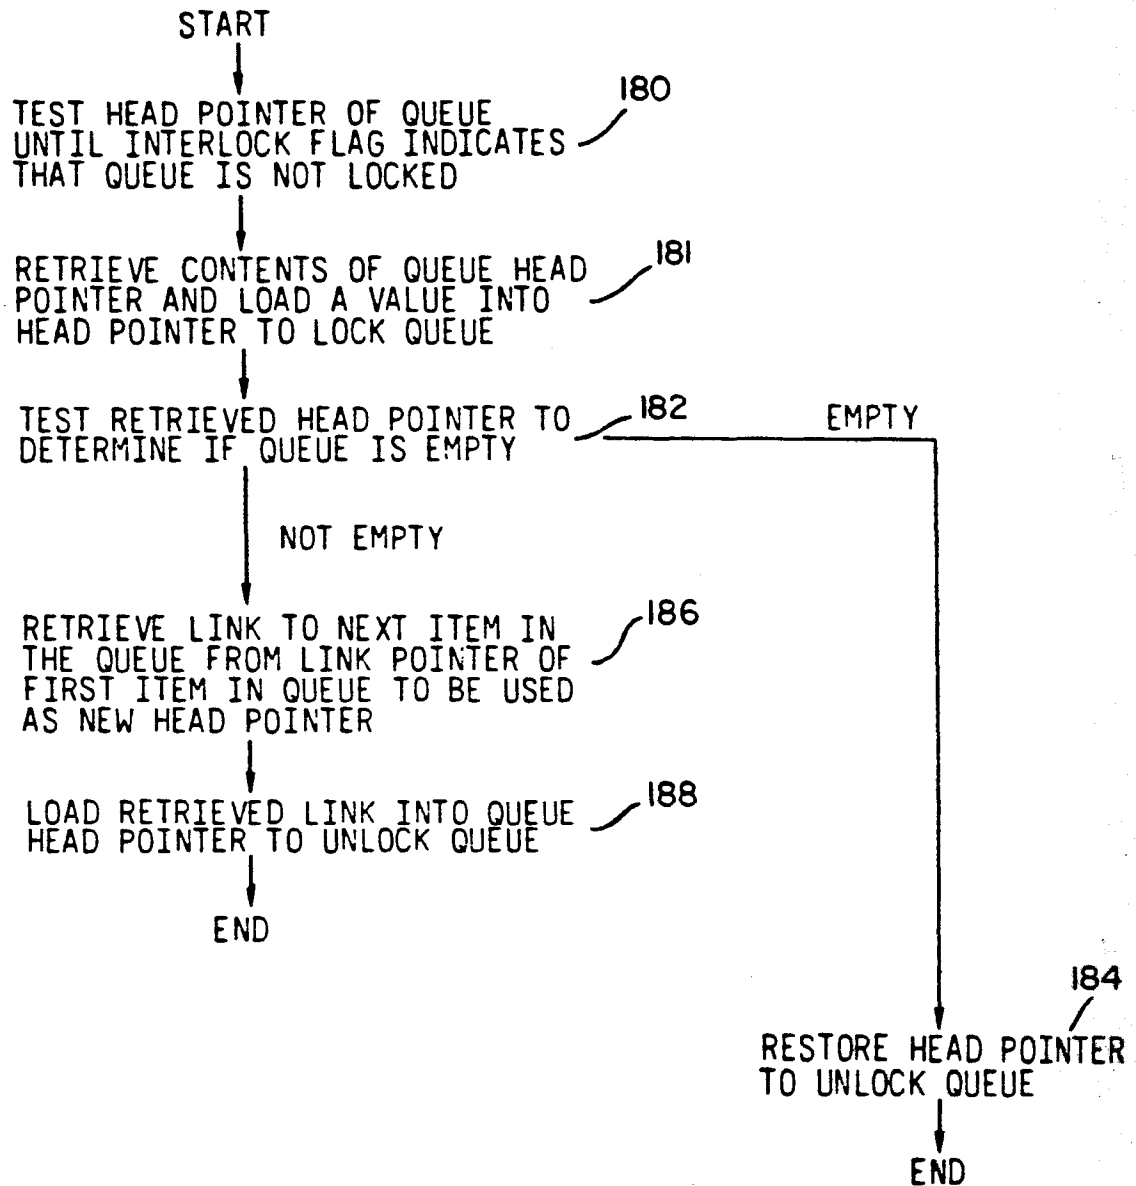 START
180
TEST HEAD POINTER OF QUEUE
UNTIL INTERLOCK FLAG INDICATES
THAT QUEUE IS NOT LOCKED
181
RETRIEVE CONTENTS OF QUEUE HEAD
POINTER AND LOAD A VALUE INTO
HEAD POINTER TO LOCK QUEUE
182
TEST RETRIEVED HEAD POINTER TO
DETERMINE IF QUEUE IS EMPTY
EMPTY
NOT EMPTY
186
RETRIEVE LINK TO NEXT ITEM IN
THE QUEUE FROM LINK POINTER OF
FIRST ITEM IN QUEUE TO BE USED
AS NEW HEAD POINTER
188
LOAD RETRIEVED LINK INTO QUEUE
HEAD POINTER TO UNLOCK QUEUE
END
184
RESTORE HEAD POINTER
TO UNLOCK QUEUE
END